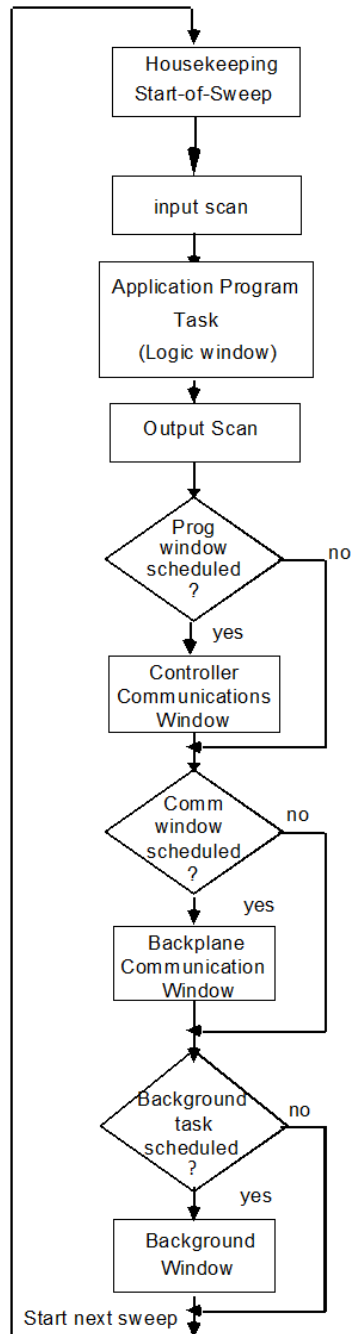 Housekeeping
Start-of-Sweep
input scan
Application Program
Task
(Logic window)
Output Scan
Prog
window
scheduled
?
no
yes
Controller
Communications
Window
Comm
window
scheduled
?
no
yes
Backplane
Communication
Window
Background
task
scheduled
?
no
yes
Background
Window
Start next sweep